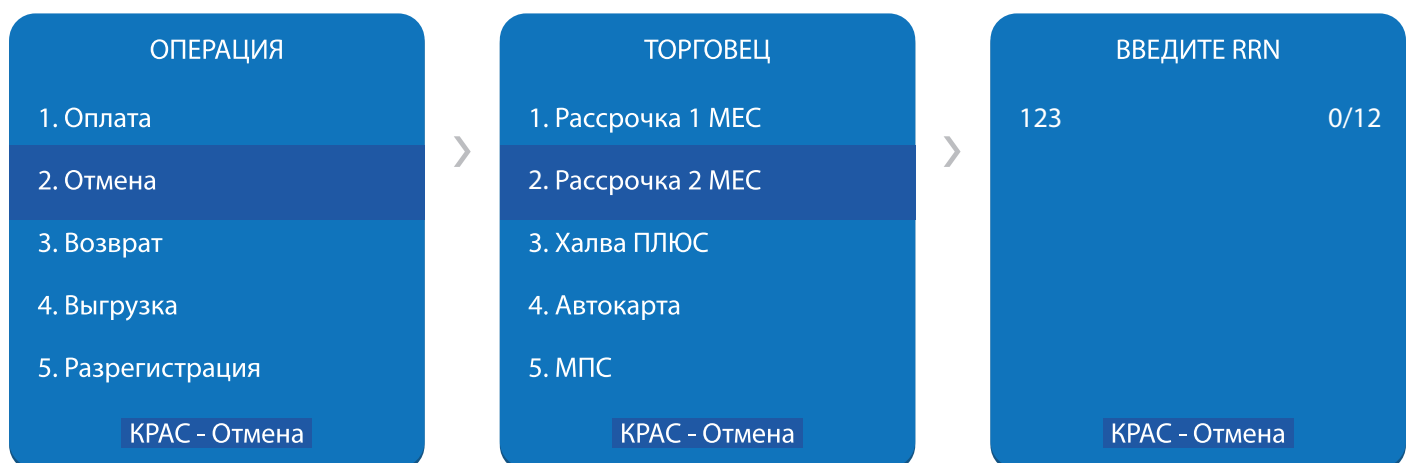 ОПЕРАЦИЯ
1. Оплата
2. Отмена
3. Возврат
4. Выгрузка
5. Разрегистрация
КРАС - Отмена
ТОРГОВЕЦ
1. Рассрочка 1 МЕС
2. Рассрочка 2 МЕС
3. Халва ПЛЮС
4. Автокарта
5. МПС
КРАС - Отмена
ВВЕДИТЕ RRN
123 0/12
КРАС - Отмена